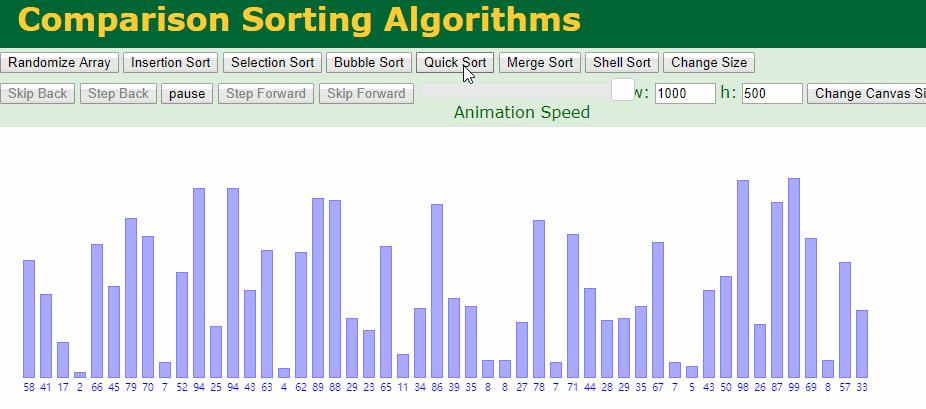 Comparison Sorting Algorithms
Randomize Array Insertion Sort Selection Sort Bubble Sort Quick Sort Merge Sort Shell Sort Change Size
Skip Back Step Back pause Step Forward Skip Forward w: 1000 h: 500 Change Canvas Si
Animation Speed
58 41 17 2 66 45 79 70 7 52 94 25 94 43 63 4 62 89 88 29 23 65 11 34 86 39 35 8 8 27 78 7 71 44 28 29 35 67 7 5 43 50 98 26 87 99 69 8 57 33